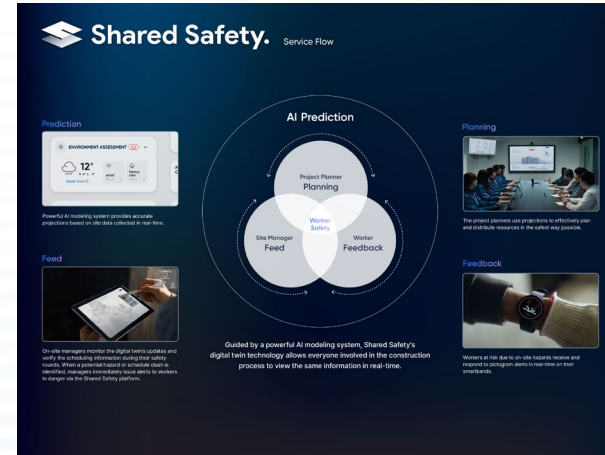 Shared Safety.
Service Flow
Prediction
ENVIRONMENT ASSESSMENT
12°
wind
heavy
rain
Powerful AI modeling system provides accurate
projections based on site data collected in real-time.
Feed
On-site managers monitor the digital twin's updates and
verify the scheduling information during their safety
rounds. When a potential hazard or schedule clash is
identified, managers immediately issue alerts to workers
in danger via the Shared Safety platform.
AI Prediction
Project Planner
Planning
Worker
Safety
Site Manager
Feed
Worker
Feedback
Guided by a powerful AI modeling system, Shared Safety's
digital twin technology allows everyone involved in the construction
process to view the same information in real-time.
Planning
The project planners use projections to effectively plan
and distribute resources in the safest way possible.
Feedback
Workers at risk due to on-site hazards receive and
respond to pictogram alerts in real-time on their
smartbands.